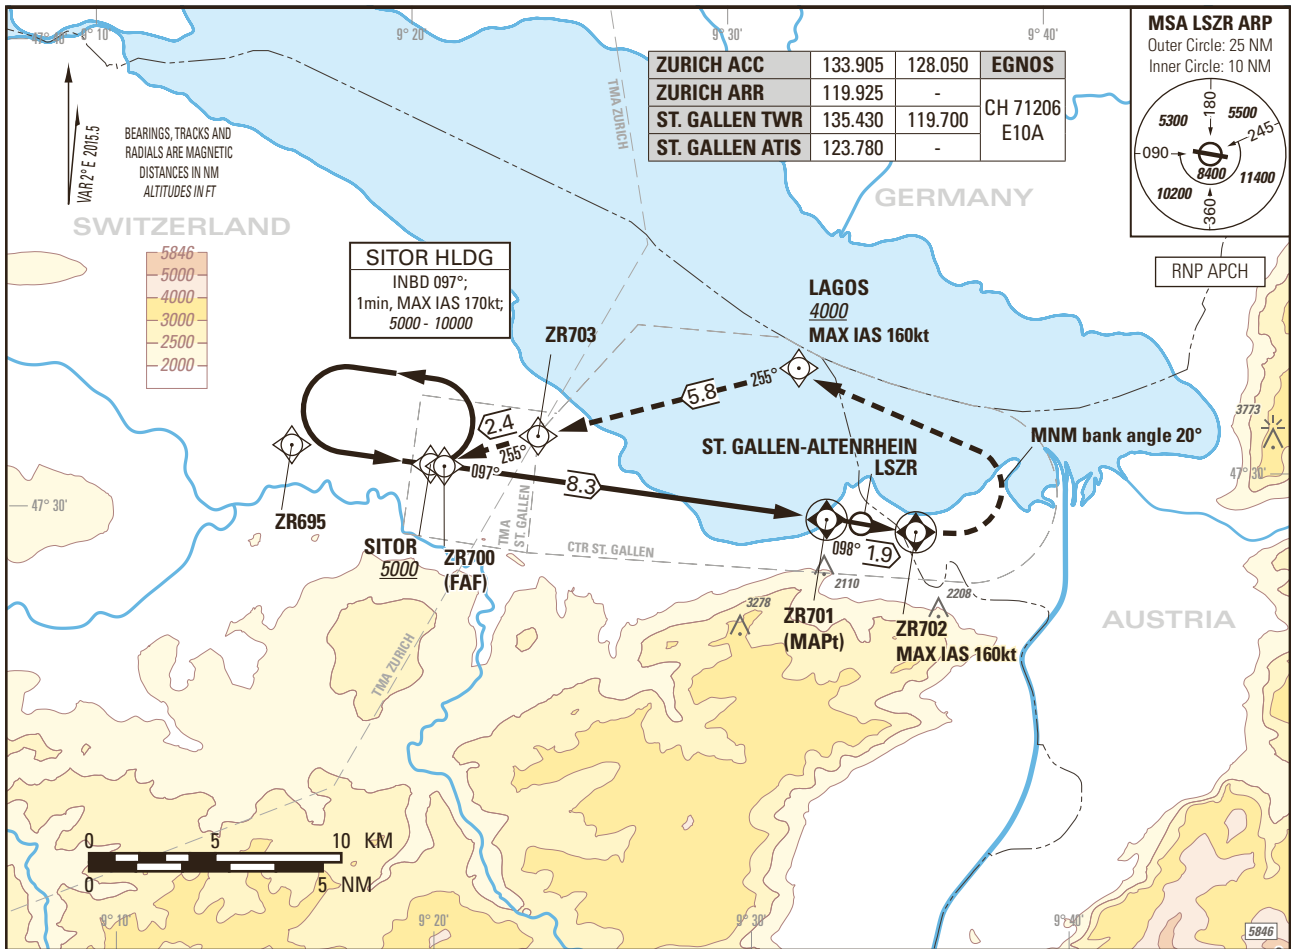 9° 10'
9° 20'
9° 30'
9° 40'
VAR 2° E 2015.5
BEARINGS, TRACKS AND
RADIALS ARE MAGNETIC
DISTANCES IN NM
ALTITUDES IN FT
SWITZERLAND
5846
5000
4000
3000
2500
2000
SITOR HLDG
INBD 097°;
1min, MAX IAS 170kt;
5000 - 10000
TMA ZURICH
ZURICH ACC 133.905 128.050 EGNOS
ZURICH ARR 119.925 -
ST. GALLEN TWR 135.430 119.700
ST. GALLEN ATIS 123.780 -
CH 71206
E10A
GERMANY
MSA LSZR ARP
Outer Circle: 25 NM
Inner Circle: 10 NM
180
5300
5500
245
090
8400
10200
11400
360
RNP APCH
LAGOS
4000
MAX IAS 160kt
ZR703
255°
5.8
2.4
255°
097°
8.3
ST. GALLEN-ALTENRHEIN
LSZR
MNM bank angle 20°
3773
47° 30'
47° 30'
ZR695
SITOR
5000
ZR700
(FAF)
TMA
ST. GALLEN
CTR ST. GALLEN
098°
1.9
2110
2208
3278
ZR701
(MAPt)
ZR702
MAX IAS 160kt
AUSTRIA
TMA ZURICH
0 5 10 KM
0 5 NM
9° 10'
9° 20'
9° 30'
9° 40'
5846